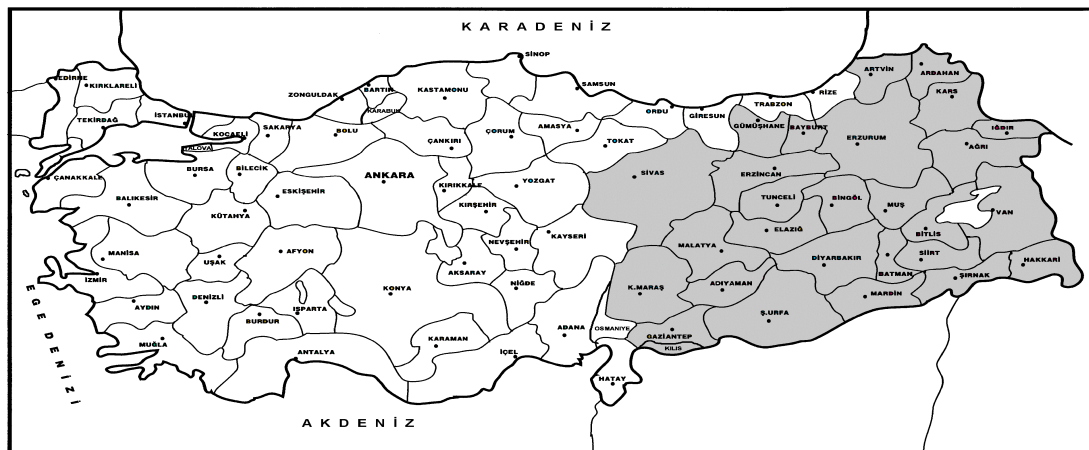 KARADENİZ
SİNOP
EDİRNE
KIRKLARELİ
TEKİRDAĞ
İSTANBUL
KOCAELİ
YALOVA
SAKARYA
ZONGULDAK
BARTIN
KARABUK
KASTAMONU
BOLU
ÇANKIRI
ÇORUM
SAMSUN
AMASYA
TOKAT
ORDU
GİRESUN
TRABZON
RİZE
ARTVİN
ARDAHAN
KARS
GÜMÜŞHANE
BAYBURT
ERZURUM
IĞDIR
AĞRI
ÇANAKKALE
BURSA
BİLECİK
BALIKESİR
ESKİŞEHİR
KÜTAHYA
ANKARA
KIRIKKALE
KIRŞEHİR
YOZGAT
SİVAS
ERZİNCAN
TUNCELİ
BİNGÖL
MUŞ
VAN
BİTLİS
MANİSA
İZMİR
UŞAK
AFYON
AKSARAY
NEVŞEHİR
KAYSERİ
NİĞDE
MALATYA
ELAZIĞ
DİYARBAKIR
BATMAN
SİİRT
ŞIRNAK
HAKKARİ
MARDİN
AYDIN
DENİZLİ
MUĞLA
BURDUR
ISPARTA
ANTALYA
KONYA
KARAMAN
İÇEL
ADANA
OSMANIYE
K.MARAŞ
ADIYAMAN
Ş.URFA
GAZİANTEP
KILIS
HATAY
EGE DENİZİ
AKDENİZ